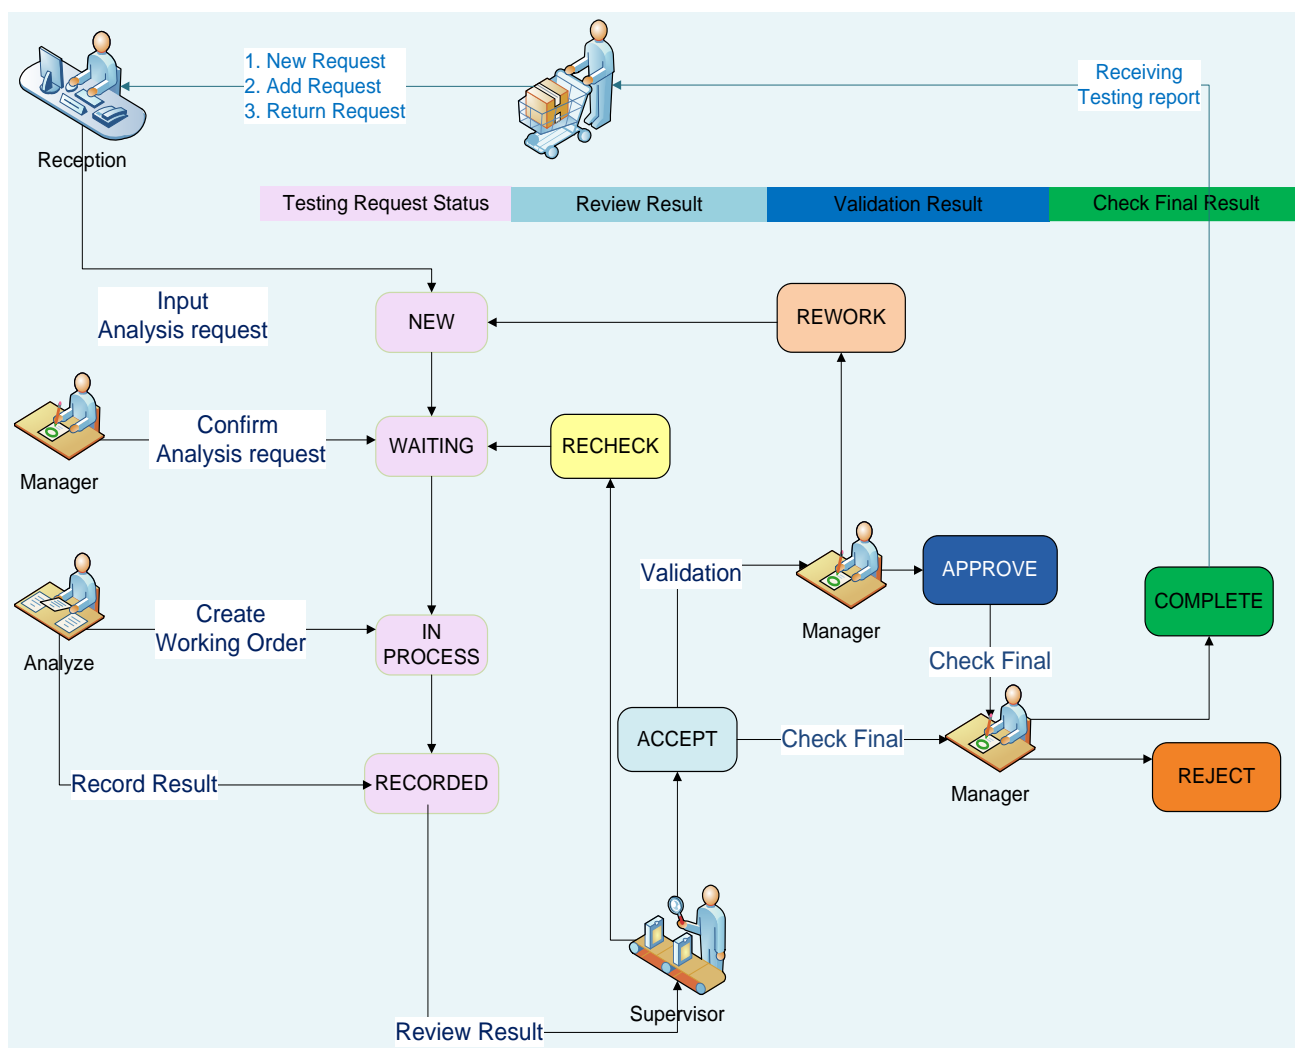 1. New Request
2. Add Request
3. Return Request
Receiving
Testing report
Reception
Testing Request Status
Review Result
Validation Result
Check Final Result
Input
Analysis request
NEW
REWORK
Confirm
Analysis request
WAITING
RECHECK
Manager
Validation
APPROVE
Manager
COMPLETE
Create
Working Order
IN
PROCESS
Analyze
Check Final
ACCEPT
Check Final
Manager
REJECT
Record Result
RECORDED
Supervisor
Review Result